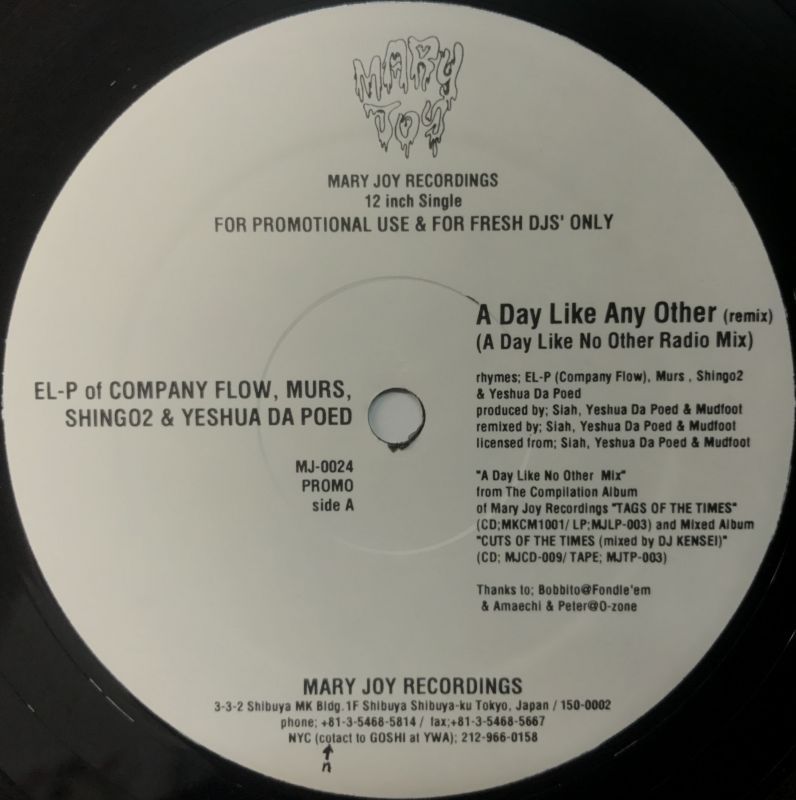 MARY
JOY
MARY JOY RECORDINGS
12 inch Single
FOR PROMOTIONAL USE & FOR FRESH DJS' ONLY
A Day Like Any Other (remix)
(A Day Like No Other Radio Mix)
EL-P of COMPANY FLOW, MURS,
SHINGO2 & YESHUA DA POED
MJ-0024
PROMO
side A
rhymes; EL-P (Company Flow), Murs , Shingo2
& Yeshua Da Poed
produced by; Siah, Yeshua Da Poed & Mudfoot
remixed by; Siah, Yeshua Da Poed & Mudfoot
licensed from; Siah, Yeshua Da Poed & Mudfoot
"A Day Like No Other Mix"
from The Compilation Album
of Mary Joy Recordings "TAGS OF THE TIMES"
(CD;MKCM1001/ LP;MJLP-003) and Mixed Album
"CUTS OF THE TIMES (mixed by DJ KENSEI)"
(CD; MJCD-009/ TAPE; MJTP-003)
Thanks to; Bobbito@Fondle'em
& Amaechi & Peter@O-zone
MARY JOY RECORDINGS
3-3-2 Shibuya MK Bldg.1F Shibuya Shibuya-ku Tokyo, Japan / 150-0002
phone; +81-3-5468-5814 / fax;+81-3-5468-5667
NYC (cotact to GOSHI at YWA); 212-966-0158
n